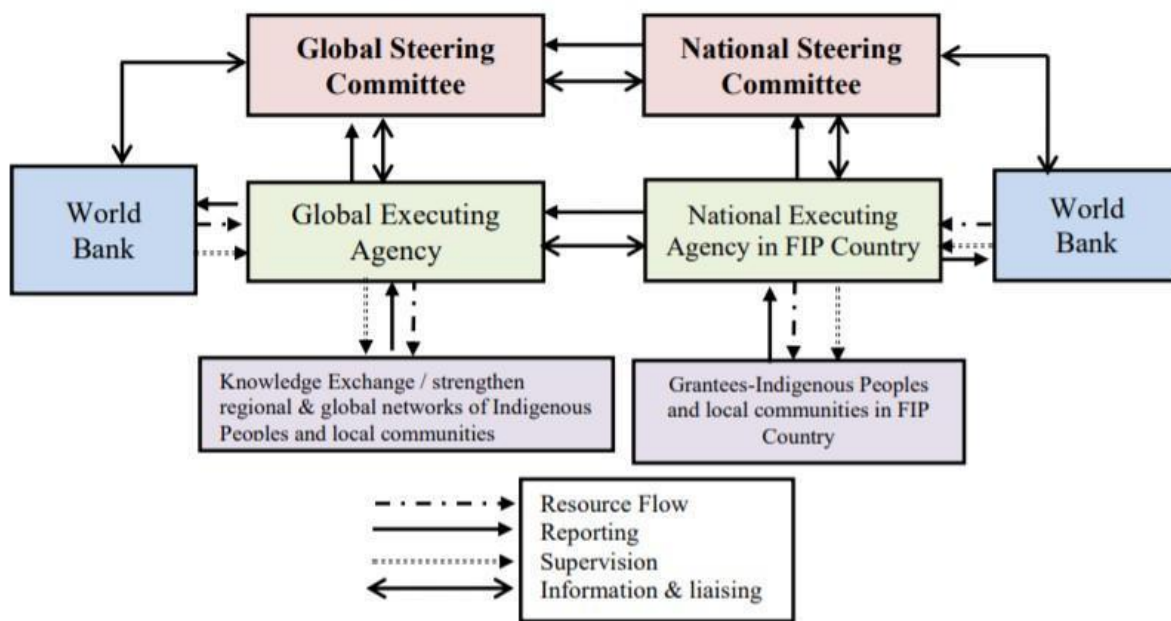 Global Steering
Committee
National Steering
Committee
World
Bank
Global Executing
Agency
National Executing
Agency in FIP Country
World
Bank
Knowledge Exchange / strengthen
regional & global networks of Indigenous
Peoples and local communities
Grantees-Indigenous Peoples
and local communities in FIP
Country
Resource Flow
Reporting
Supervision
Information & liaising